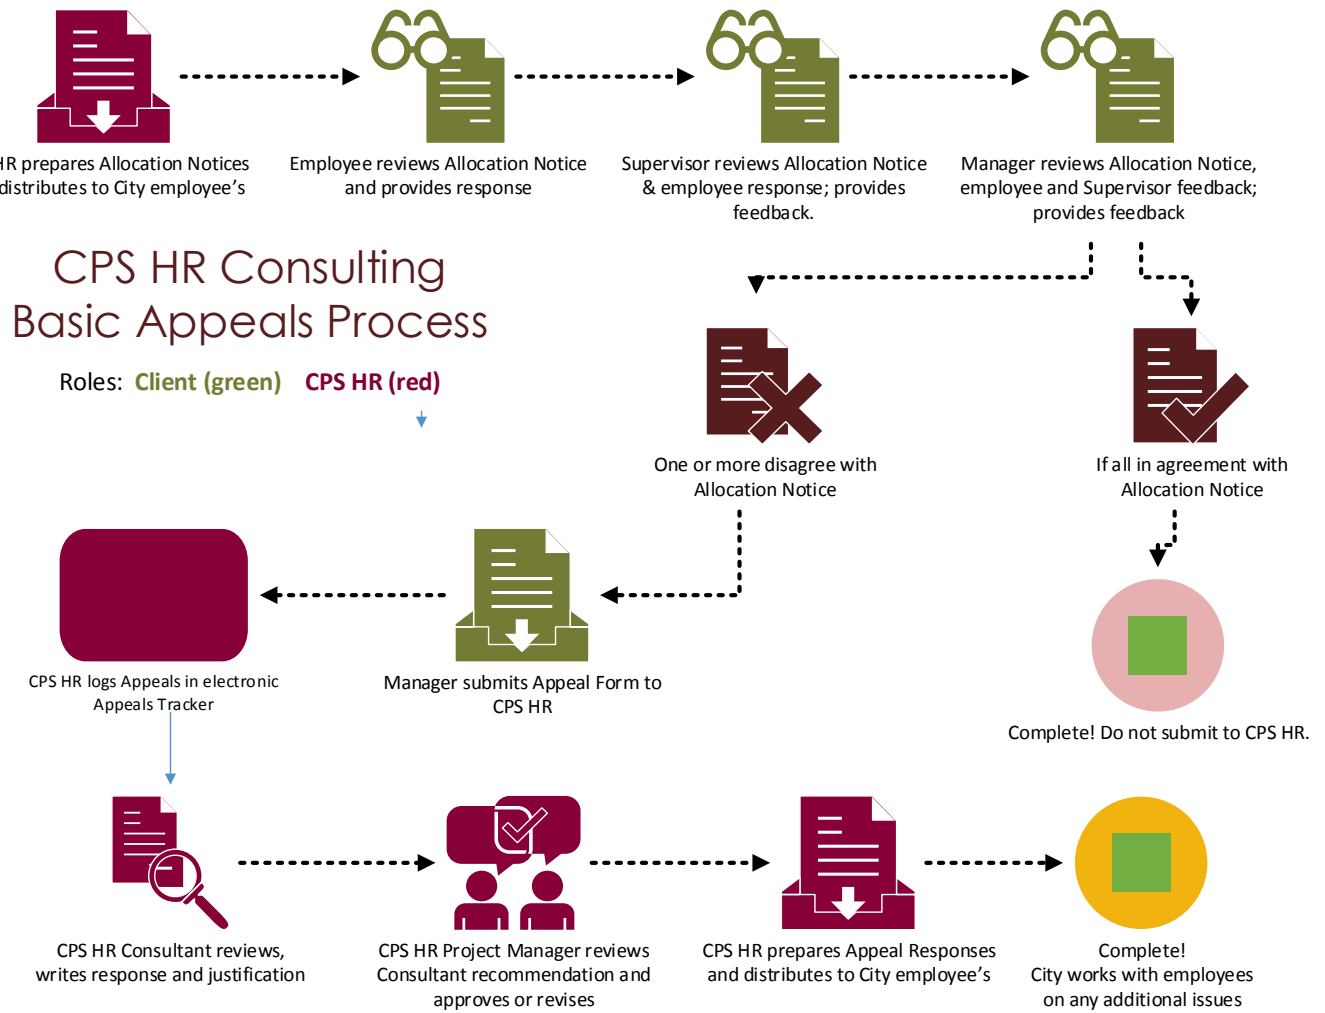 HR prepares Allocation Notices
distributes to City employee's
Employee reviews Allocation Notice
and provides response
Supervisor reviews Allocation Notice
& employee response; provides
feedback.
Manager reviews Allocation Notice,
employee and Supervisor feedback;
provides feedback
CPS HR Consulting
Basic Appeals Process
Roles: Client (green) CPS HR (red)
One or more disagree with
Allocation Notice
If all in agreement with
Allocation Notice
CPS HR logs Appeals in electronic
Appeals Tracker
Manager submits Appeal Form to
CPS HR
Complete! Do not submit to CPS HR.
CPS HR Consultant reviews,
writes response and justification
CPS HR Project Manager reviews
Consultant recommendation and
approves or revises
CPS HR prepares Appeal Responses
and distributes to City employee's
Complete!
City works with employees
on any additional issues